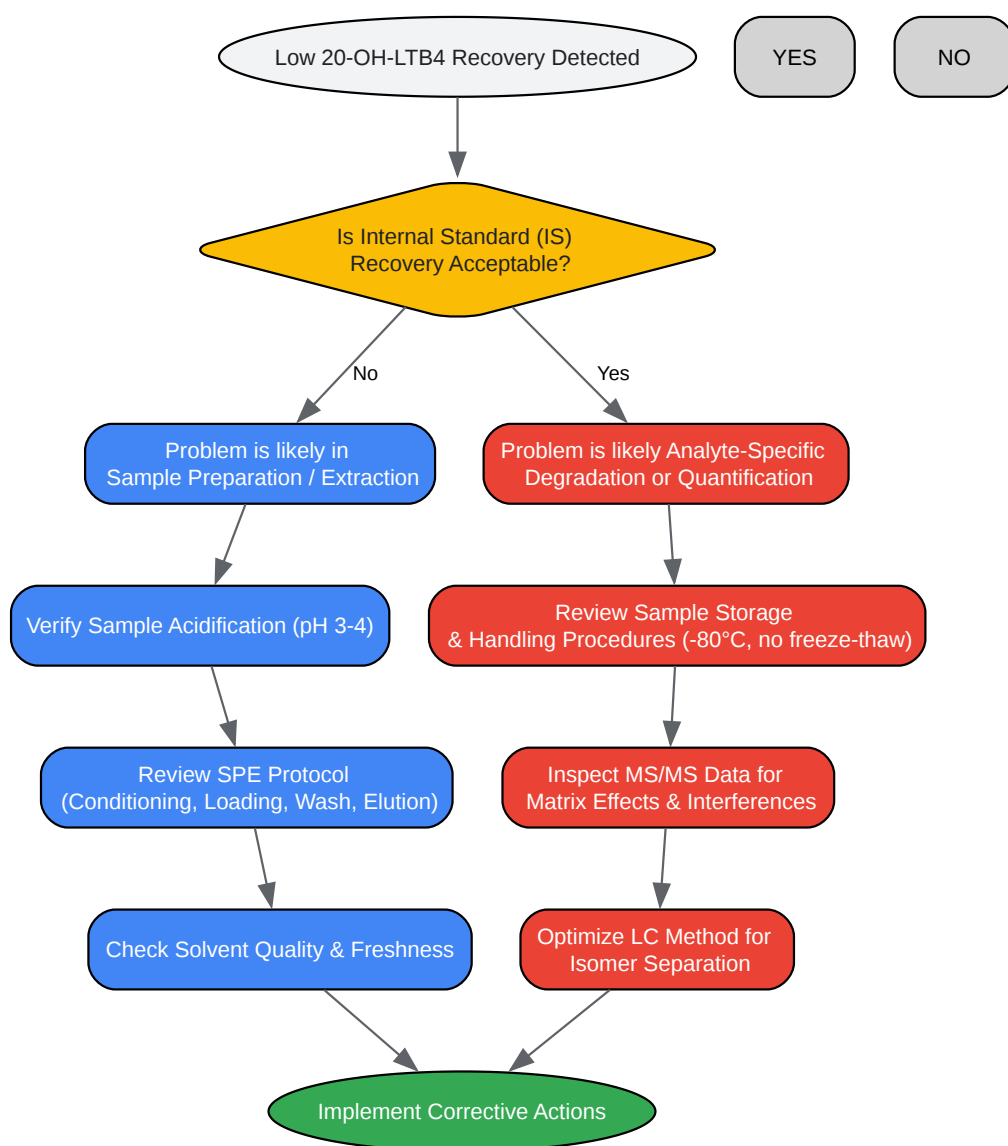 Low 20-OH-LTB4 Recovery Detected
YES
NO
Is Internal Standard (IS)
Recovery Acceptable?
No
Yes
Problem is likely in
Sample Preparation / Extraction
Problem is likely Analyte-Specific
Degradation or Quantification
Verify Sample Acidification (pH 3-4)
Review Sample Storage
& Handling Procedures (-80°C, no freeze-thaw)
Review SPE Protocol
(Conditioning, Loading, Wash, Elution)
Inspect MS/MS Data for
Matrix Effects & Interferences
Check Solvent Quality & Freshness
Optimize LC Method for
Isomer Separation
Implement Corrective Actions